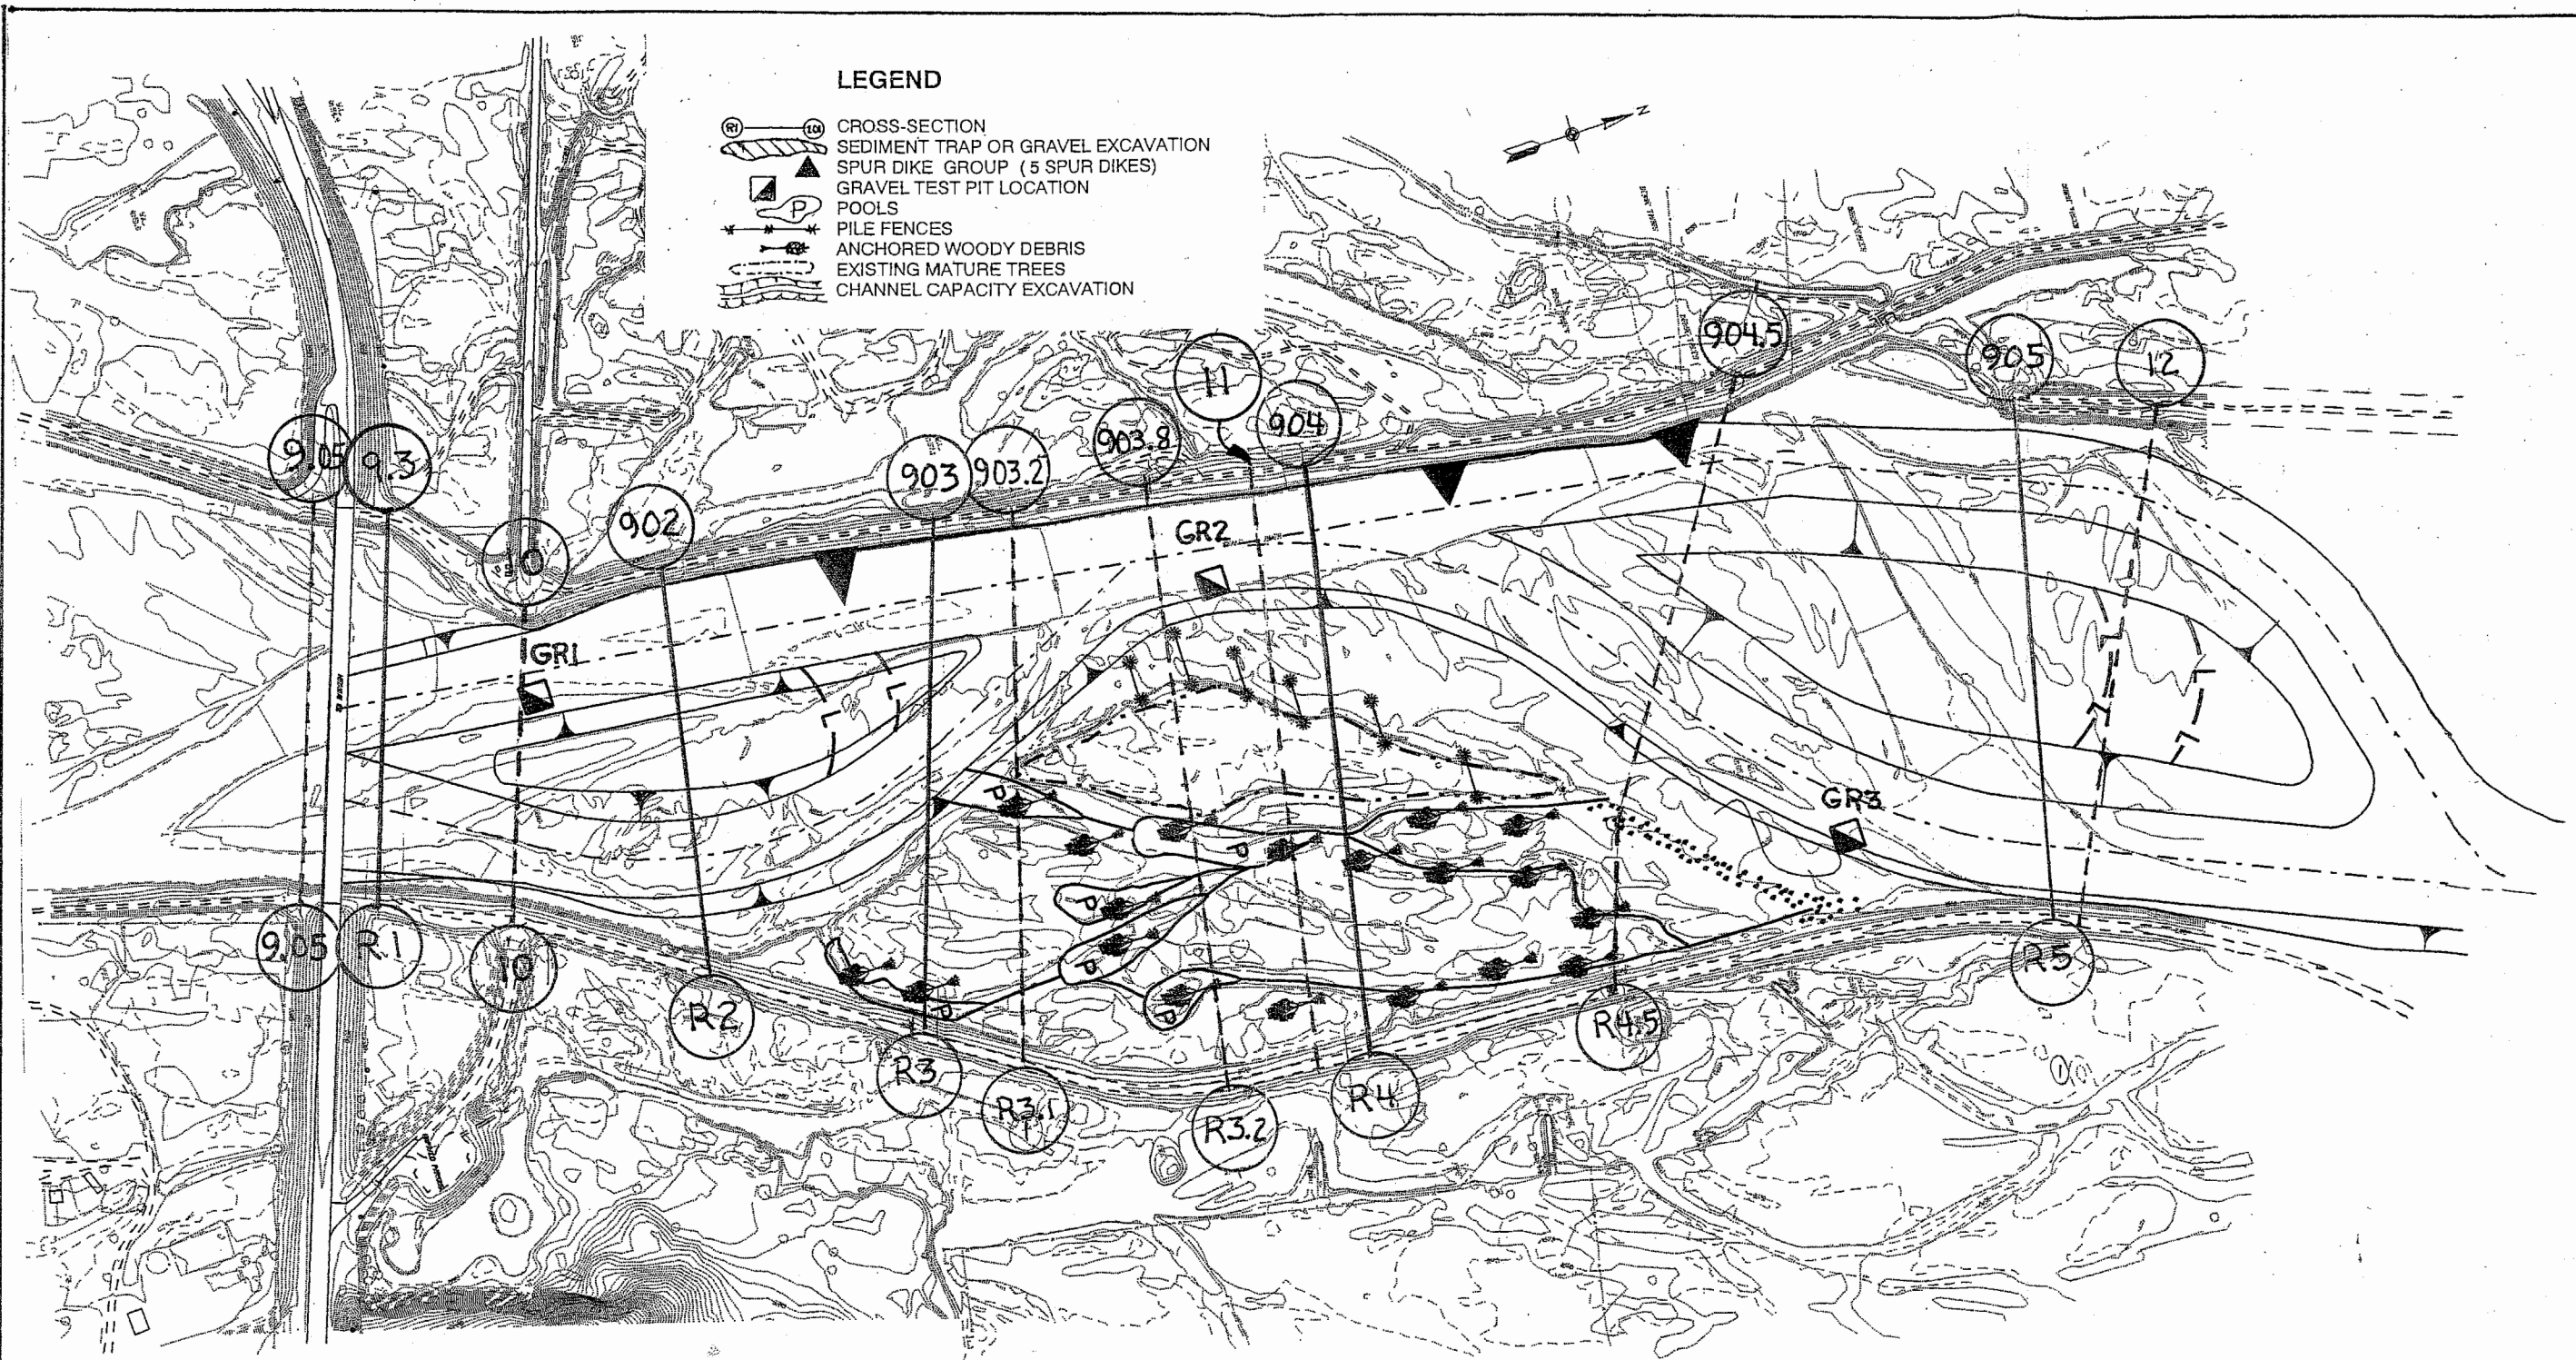 LEGEND
R1 101 CROSS-SECTION
SEDIMENT TRAP OR GRAVEL EXCAVATION
SPUR DIKE GROUP (5 SPUR DIKES)
GRAVEL TEST PIT LOCATION
P POOLS
PILE FENCES
ANCHORED WOODY DEBRIS
EXISTING MATURE TREES
CHANNEL CAPACITY EXCAVATION
N
904.5
905
12
11
904
903.8
903
903.2
9.05
9.3
902
GR2
GR1
L
L
L
L
L
GR3
P
P
P
P
P
P
9.05
R1
10
R2
R3
R3.1
R3.2
R4
R4.5
R5